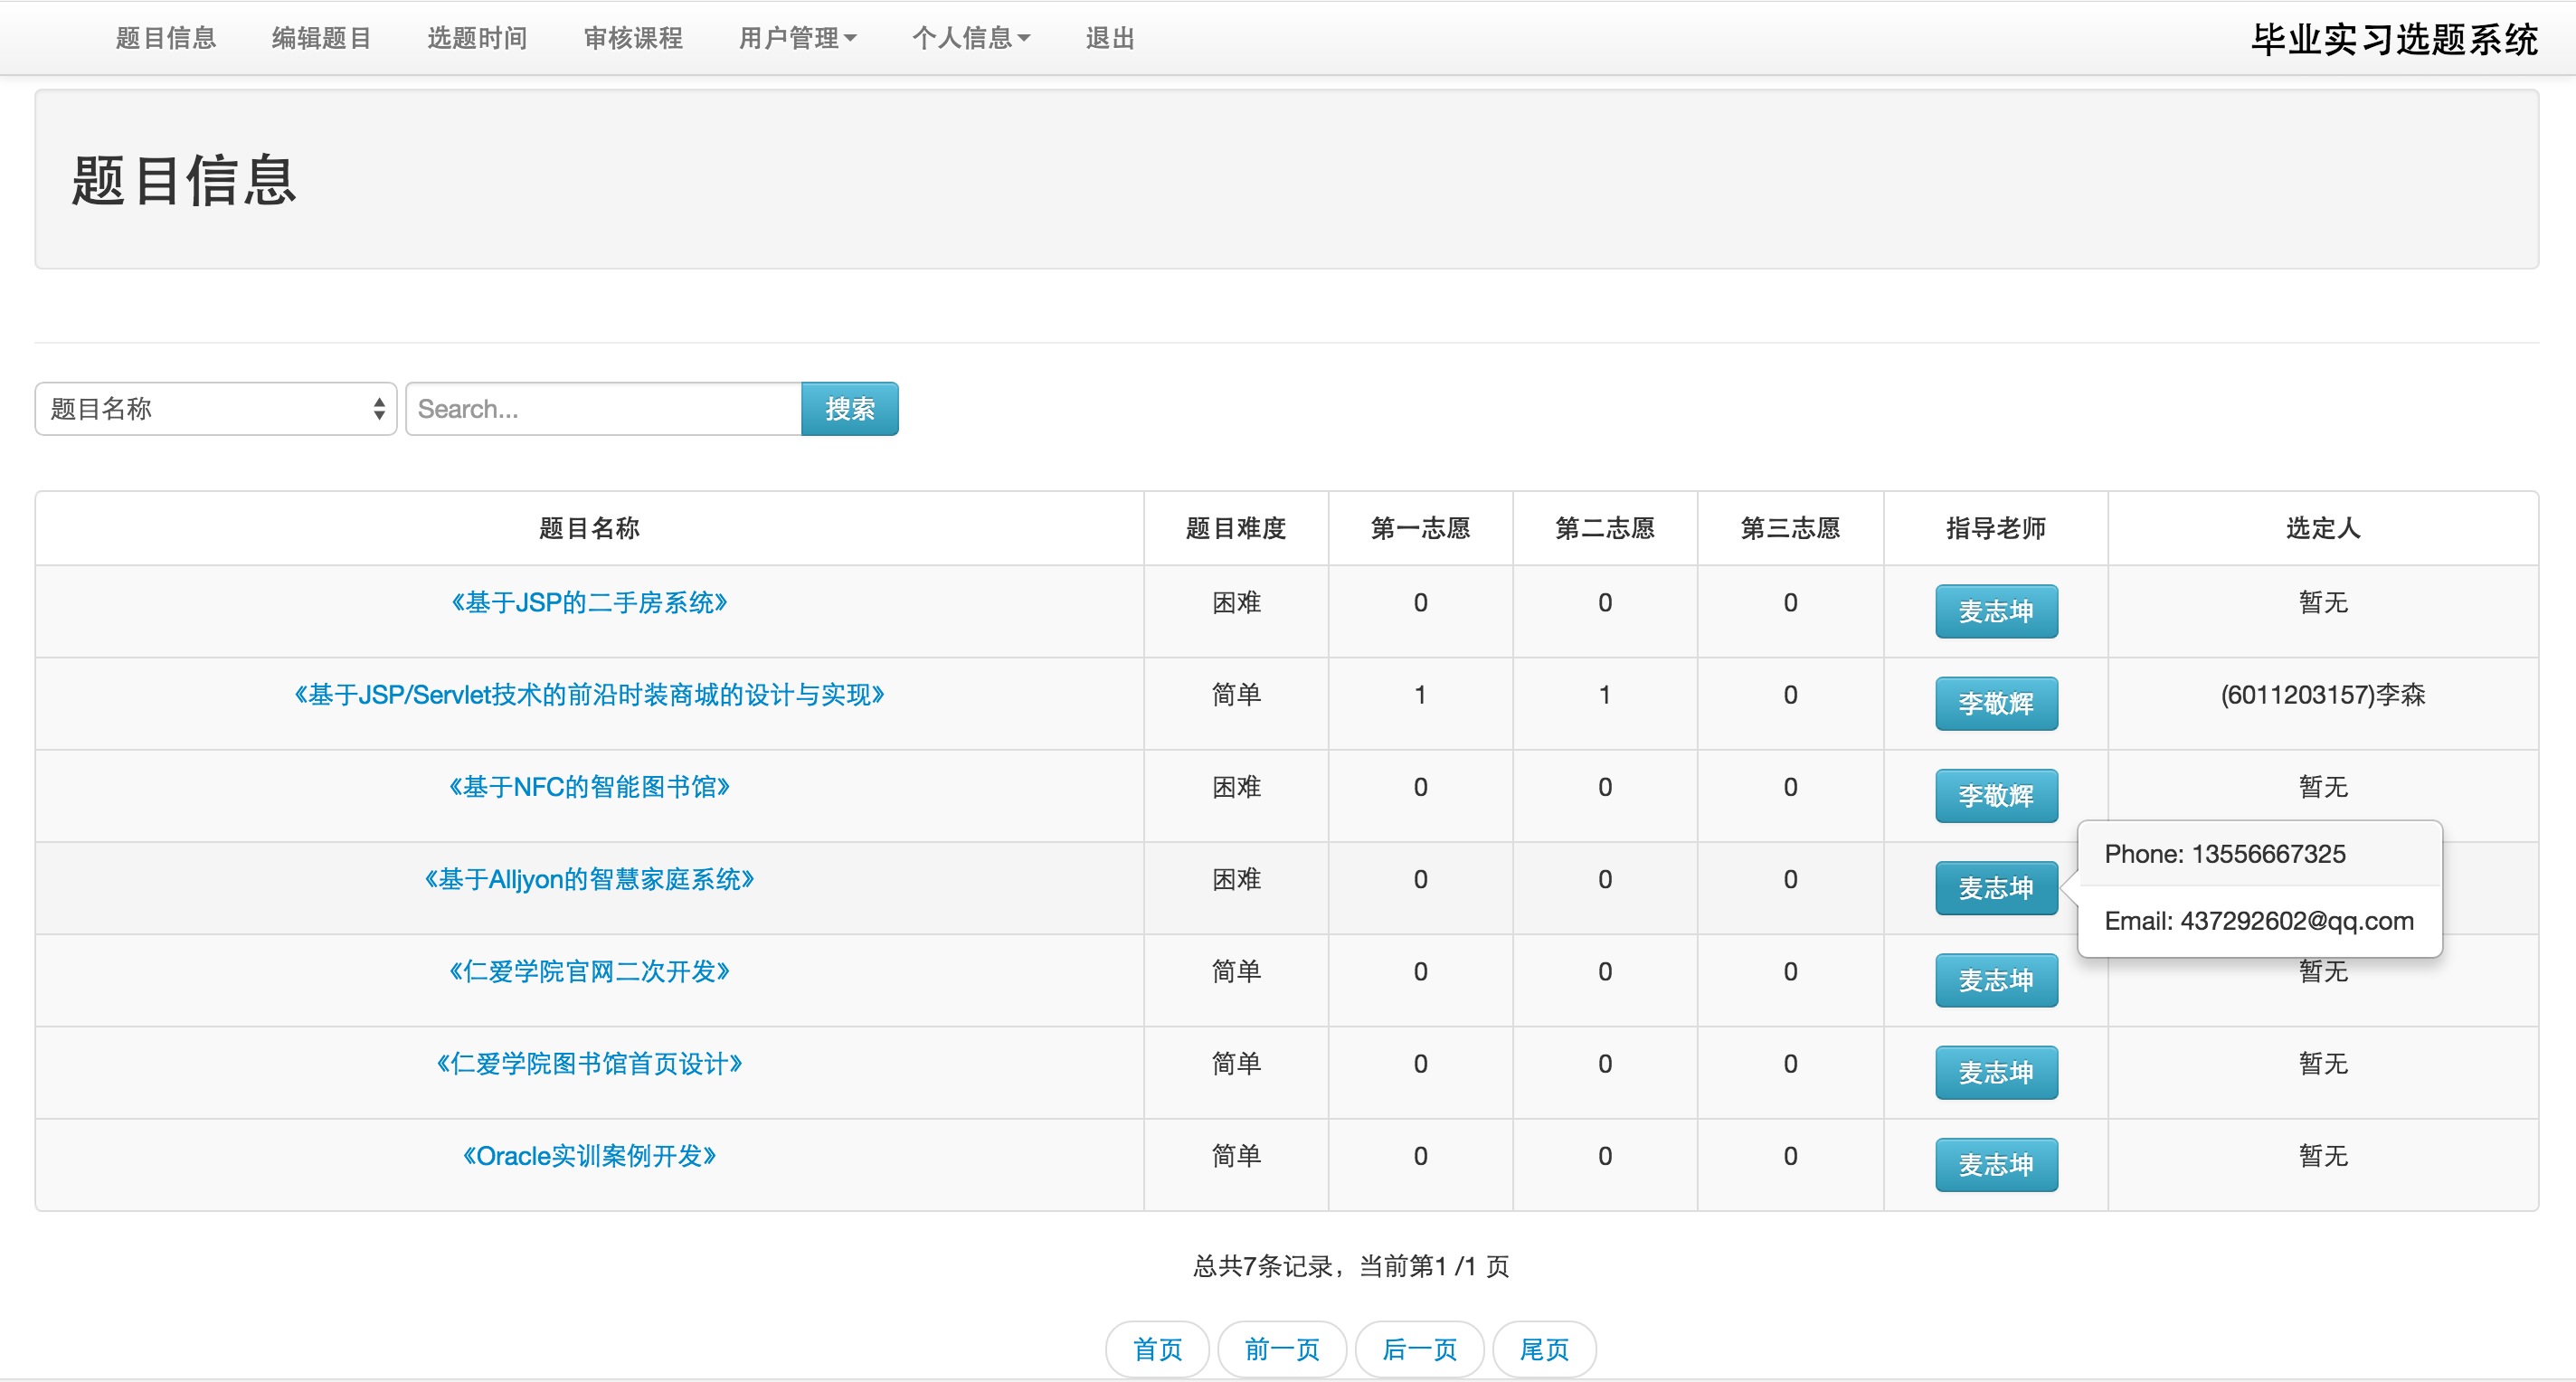 题目信息 编辑题目 选题时间 审核课程 用户管理 个人信息 退出 毕业实习选题系统
题目信息
题目名称 Search... 搜索
题目名称 题目难度 第一志愿 第二志愿 第三志愿 指导老师 选定人
《基于JSP的二手房系统》 困难 0 0 0 麦志坤 暂无
《基于JSP/Servlet技术的前沿时装商城的设计与实现》 简单 1 1 0 李敬辉 (6011203157)李森
《基于NFC的智能图书馆》 困难 0 0 0 李敬辉 暂无
Phone: 13556667325
《基于Alljyon的智慧家庭系统》 困难 0 0 0 麦志坤
Email: 437292602@qq.com
《仁爱学院官网二次开发》 简单 0 0 0 麦志坤 暂无
《仁爱学院图书馆首页设计》 简单 0 0 0 麦志坤 暂无
《Oracle实训案例开发》 简单 0 0 0 麦志坤 暂无
总共7条记录，当前第1 /1 页
首页 前一页 后一页 尾页